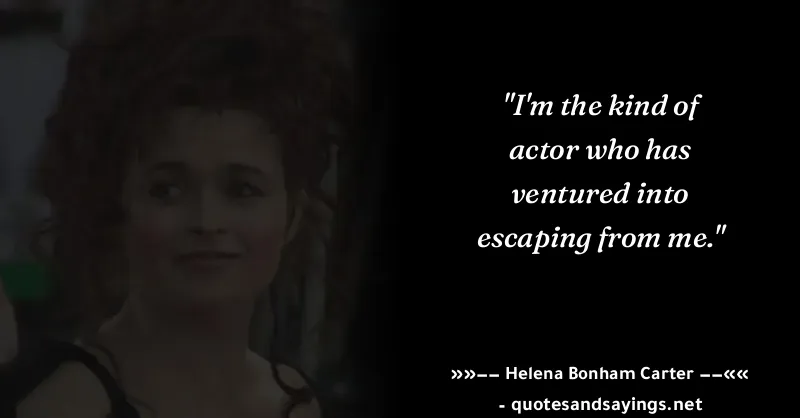 "I'm the kind of
actor who has
ventured into
escaping from me."
»»–– Helena Bonham Carter ––««
- quotesandsayings.net